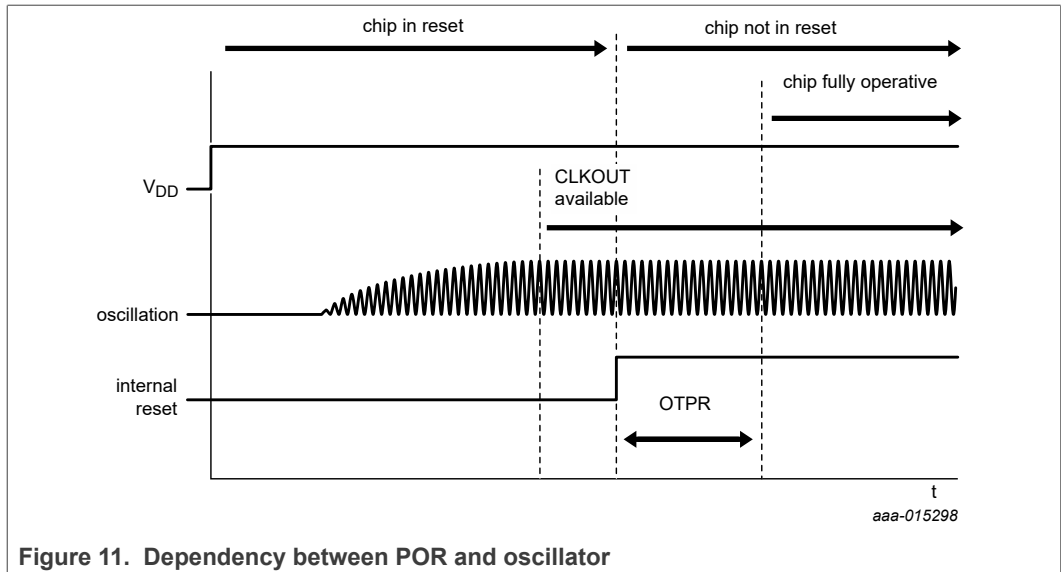 chip in reset
chip not in reset
chip fully operative
VDD
CLKOUT
available
oscillation
internal
reset
OTPR
t
aaa-015298
Figure 11. Dependency between POR and oscillator